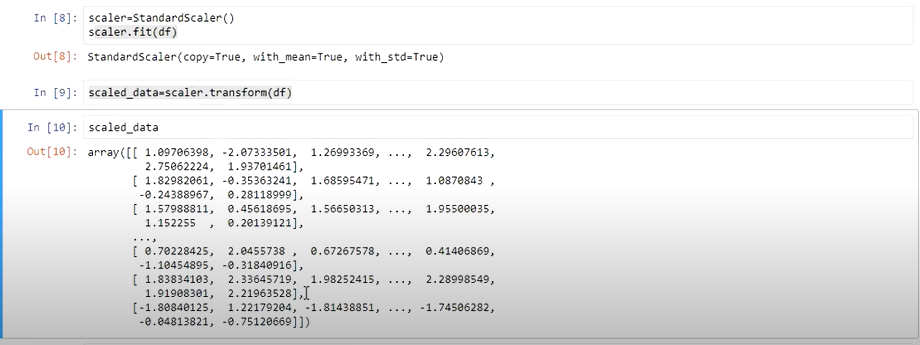 In [8]: scaler=StandardScaler()
scaler.fit(df)
Out[8]: StandardScaler(copy=True, with_mean=True, with_std=True)
In [9]: scaled_data=scaler.transform(df)
In [10]: scaled_data
Out[10]: array([[ 1.09706398, -2.07333501, 1.26993369, ..., 2.29607613,
2.75062224, 1.93701461],
[ 1.82982061, -0.35363241, 1.68595471, ..., 1.0870843 ,
-0.24388967, 0.28118999],
[ 1.57988811, 0.45618695, 1.56650313, ..., 1.95500035,
1.152255 , 0.20139121],
...,
[ 0.70228425, 2.0455738 , 0.67267578, ..., 0.41406869,
-1.10454895, -0.31840916],
[ 1.83834103, 2.33645719, 1.98252415, ..., 2.28998549,
1.91908301, 2.21963528],
[-1.80840125, 1.22179204, -1.81438851, ..., -1.74506282,
-0.04813821, -0.75120669]])